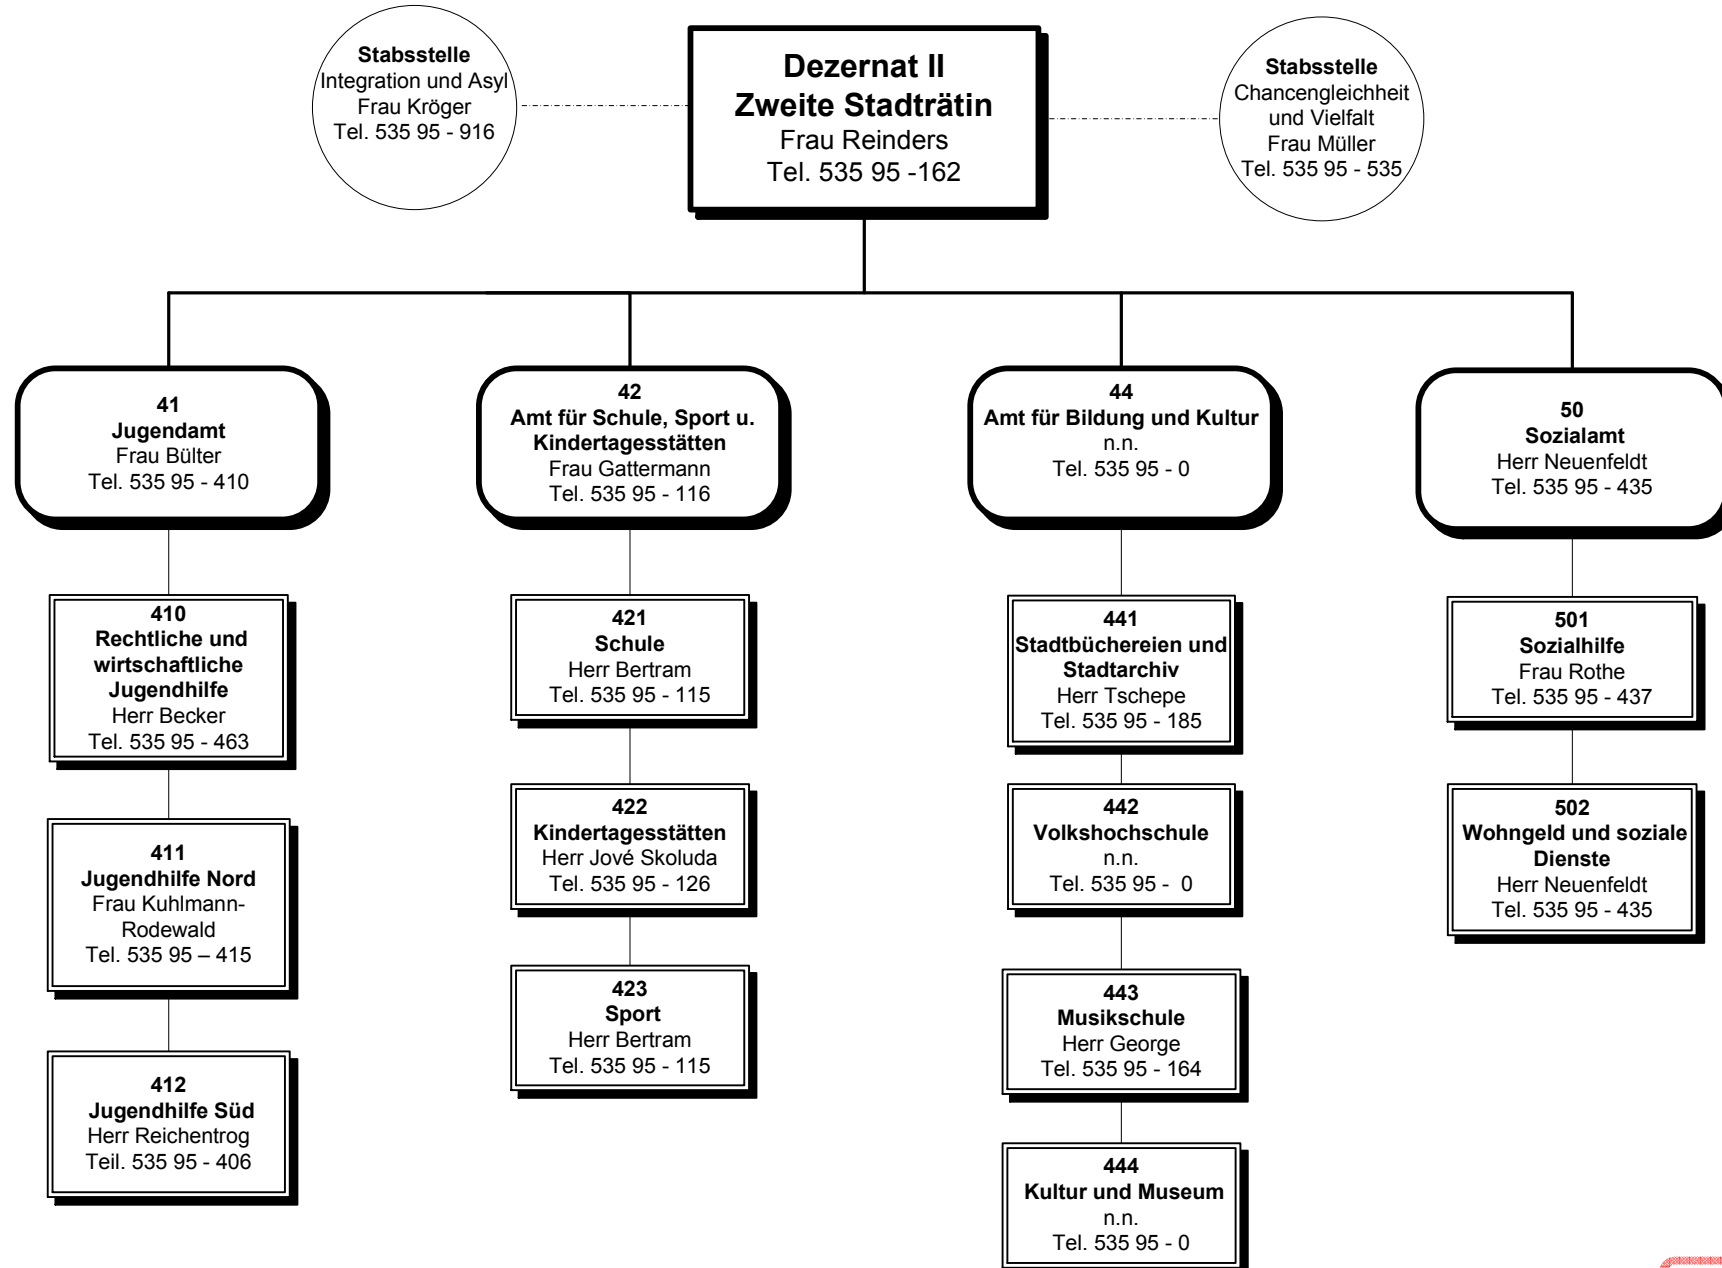 Stabsstelle
Integration und Asyl
Frau Kröger
Tel. 535 95 - 916
Dezernat II
Zweite Stadträtin
Frau Reinders
Tel. 535 95 -162
Stabsstelle
Chancengleichheit
und Vielfalt
Frau Müller
Tel. 535 95 - 535
41
Jugendamt
Frau Bülter
Tel. 535 95 - 410
42
Amt für Schule, Sport u.
Kindertagesstätten
Frau Gattermann
Tel. 535 95 - 116
44
Amt für Bildung und Kultur
n.n.
Tel. 535 95 - 0
50
Sozialamt
Herr Neuenfeldt
Tel. 535 95 - 435
410
Rechtliche und
wirtschaftliche
Jugendhilfe
Herr Becker
Tel. 535 95 - 463
421
Schule
Herr Bertram
Tel. 535 95 - 115
441
Stadtbüchereien und
Stadtarchiv
Herr Tschepe
Tel. 535 95 - 185
501
Sozialhilfe
Frau Rothe
Tel. 535 95 - 437
411
Jugendhilfe Nord
Frau Kuhlmann-
Rodewald
Tel. 535 95 – 415
422
Kindertagesstätten
Herr Jové Skoluda
Tel. 535 95 - 126
442
Volkshochschule
n.n.
Tel. 535 95 -  0
502
Wohngeld und soziale
Dienste
Herr Neuenfeldt
Tel. 535 95 - 435
412
Jugendhilfe Süd
Herr Reichentrog
Teil. 535 95 - 406
423
Sport
Herr Bertram
Tel. 535 95 - 115
443
Musikschule
Herr George
Tel. 535 95 - 164
444
Kultur und Museum
n.n.
Tel. 535 95 - 0